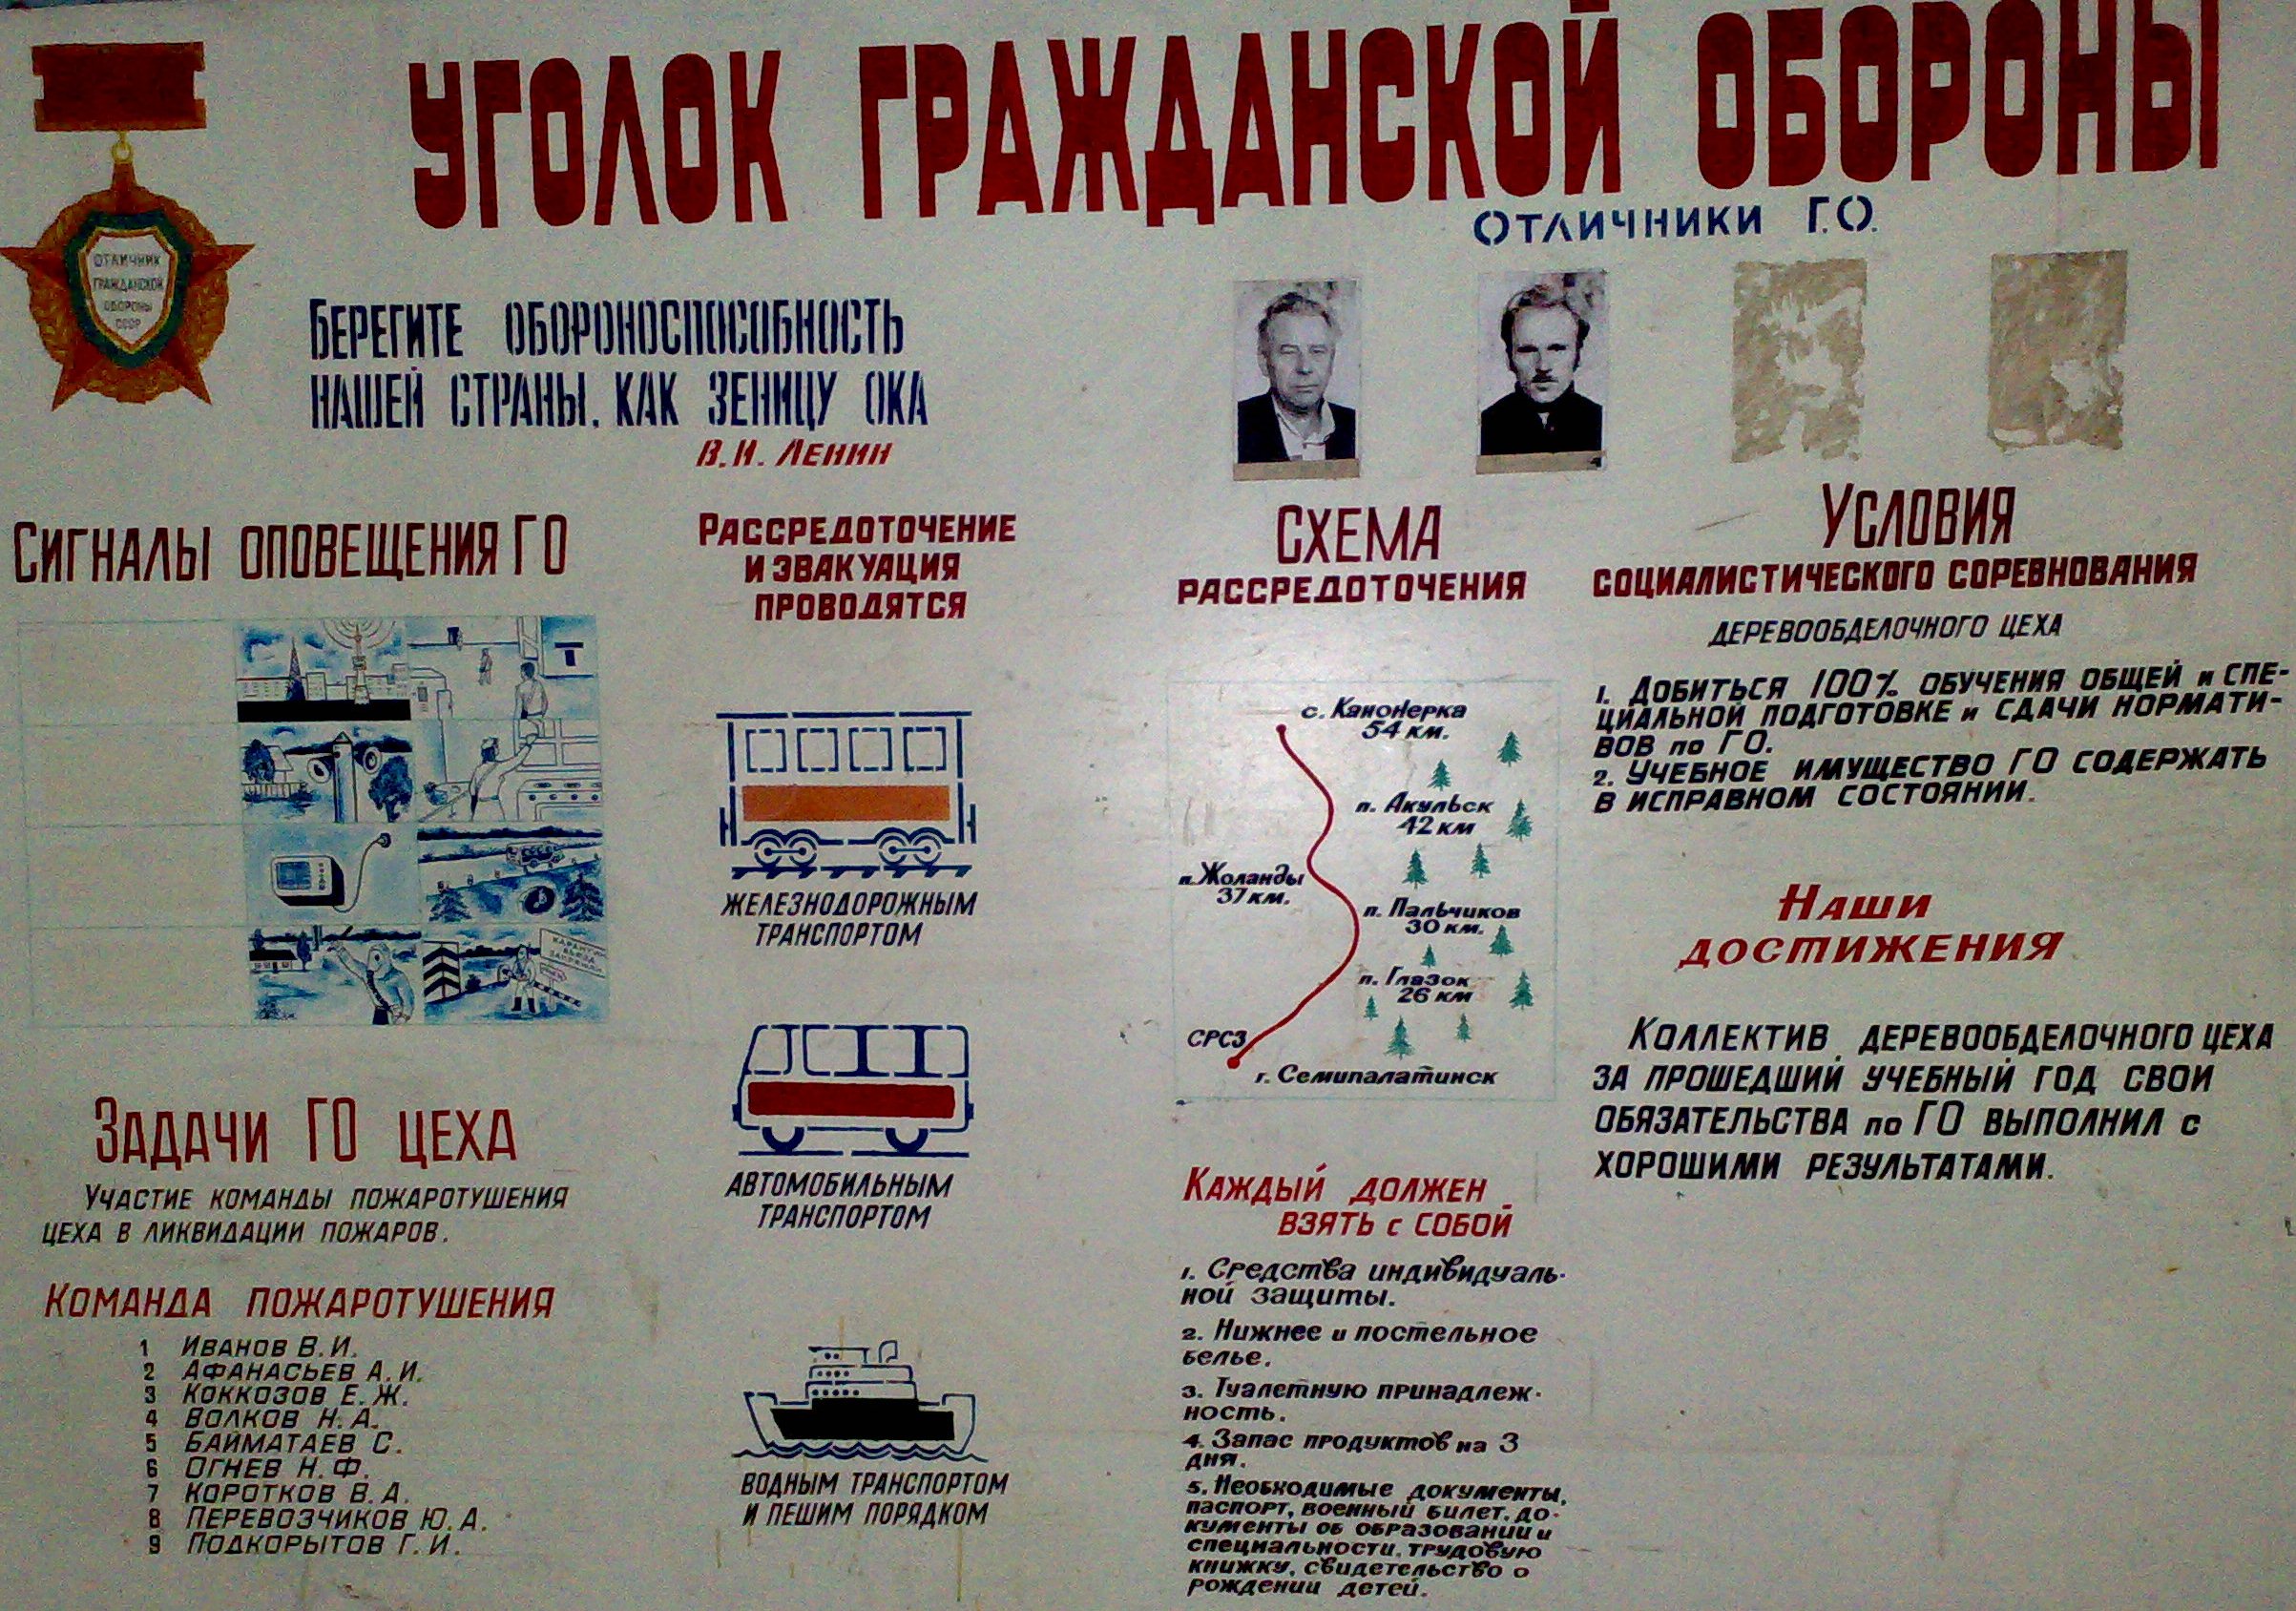 УГОЛОК ГРАЖДАНСКОЙ ОБОРОНЫ
ОТЛИЧНИК
ГРАЖДАНСКОЙ
ОБОРОНЫ
СССР
БЕРЕГИТЕ ОБОРОНОСПОСОБНОСТЬ
НАШЕЙ СТРАНЫ, КАК ЗЕНИЦУ ОКА
В.И. ЛЕНИН
ОТЛИЧНИКИ Г.О.
СИГНАЛЫ ОПОВЕЩЕНИЯ ГО
КАРАНТИН
ВЪЕЗД
ЗАПРЕЩЕН
ЗАДАЧИ ГО ЦЕХА
УЧАСТИЕ КОМАНДЫ ПОЖАРОТУШЕНИЯ
ЦЕХА В ЛИКВИДАЦИИ ПОЖАРОВ.
КОМАНДА ПОЖАРОТУШЕНИЯ
1 ИВАНОВ В.И.
2 АФАНАСЬЕВ А.И.
3 КОККОЗОВ Е.Ж.
4 ВОЛКОВ Н.А.
5 БАЙМАТАЕВ С.
6 ОГНЕВ Н.Ф.
7 КОРОТКОВ В.А.
8 ПЕРЕВОЗЧИКОВ Ю.А.
9 ПОДКОРЫТОВ Г.И.
РАССРЕДОТОЧЕНИЕ
И ЭВАКУАЦИЯ
ПРОВОДЯТСЯ
ЖЕЛЕЗНОДОРОЖНЫМ
ТРАНСПОРТОМ
АВТОМОБИЛЬНЫМ
ТРАНСПОРТОМ
ВОДНЫМ ТРАНСПОРТОМ
И ПЕШИМ ПОРЯДКОМ
СХЕМА
РАССРЕДОТОЧЕНИЯ
с. Канонерка
54 км.
п. Акульск
42 км
п. Жоланды
37 км.
п. Пальчиков
30 км.
п. Глазок
26 км
СРСЗ
г. Семипалатинск
КАЖДЫЙ ДОЛЖЕН
ВЗЯТЬ с СОБОЙ
1. Средства индивидуаль-
ной защиты.
2. Нижнее и постельное
белье.
3. Туалетную принадлеж-
ность.
4. Запас продуктов на 3
дня.
5. Необходимые документы,
паспорт, военный билет, до-
кументы об образовании и
специальности, трудовую
книжку, свидетельство о
рождении детей.
УСЛОВИЯ
СОЦИАЛИСТИЧЕСКОГО СОРЕВНОВАНИЯ
ДЕРЕВООБДЕЛОЧНОГО ЦЕХА
1. ДОБИТЬСЯ 100% ОБУЧЕНИЯ ОБЩЕЙ и СПЕ-
ЦИАЛЬНОЙ ПОДГОТОВКЕ и СДАЧИ НОРМАТИ-
ВОВ по ГО.
2. УЧЕБНОЕ ИМУЩЕСТВО ГО СОДЕРЖАТЬ
В ИСПРАВНОМ СОСТОЯНИИ.
НАШИ
ДОСТИЖЕНИЯ
КОЛЛЕКТИВ ДЕРЕВООБДЕЛОЧНОГО ЦЕХА
ЗА ПРОШЕДШИЙ УЧЕБНЫЙ ГОД СВОИ
ОБЯЗАТЕЛЬСТВА по ГО ВЫПОЛНИЛ с
ХОРОШИМИ РЕЗУЛЬТАТАМИ.